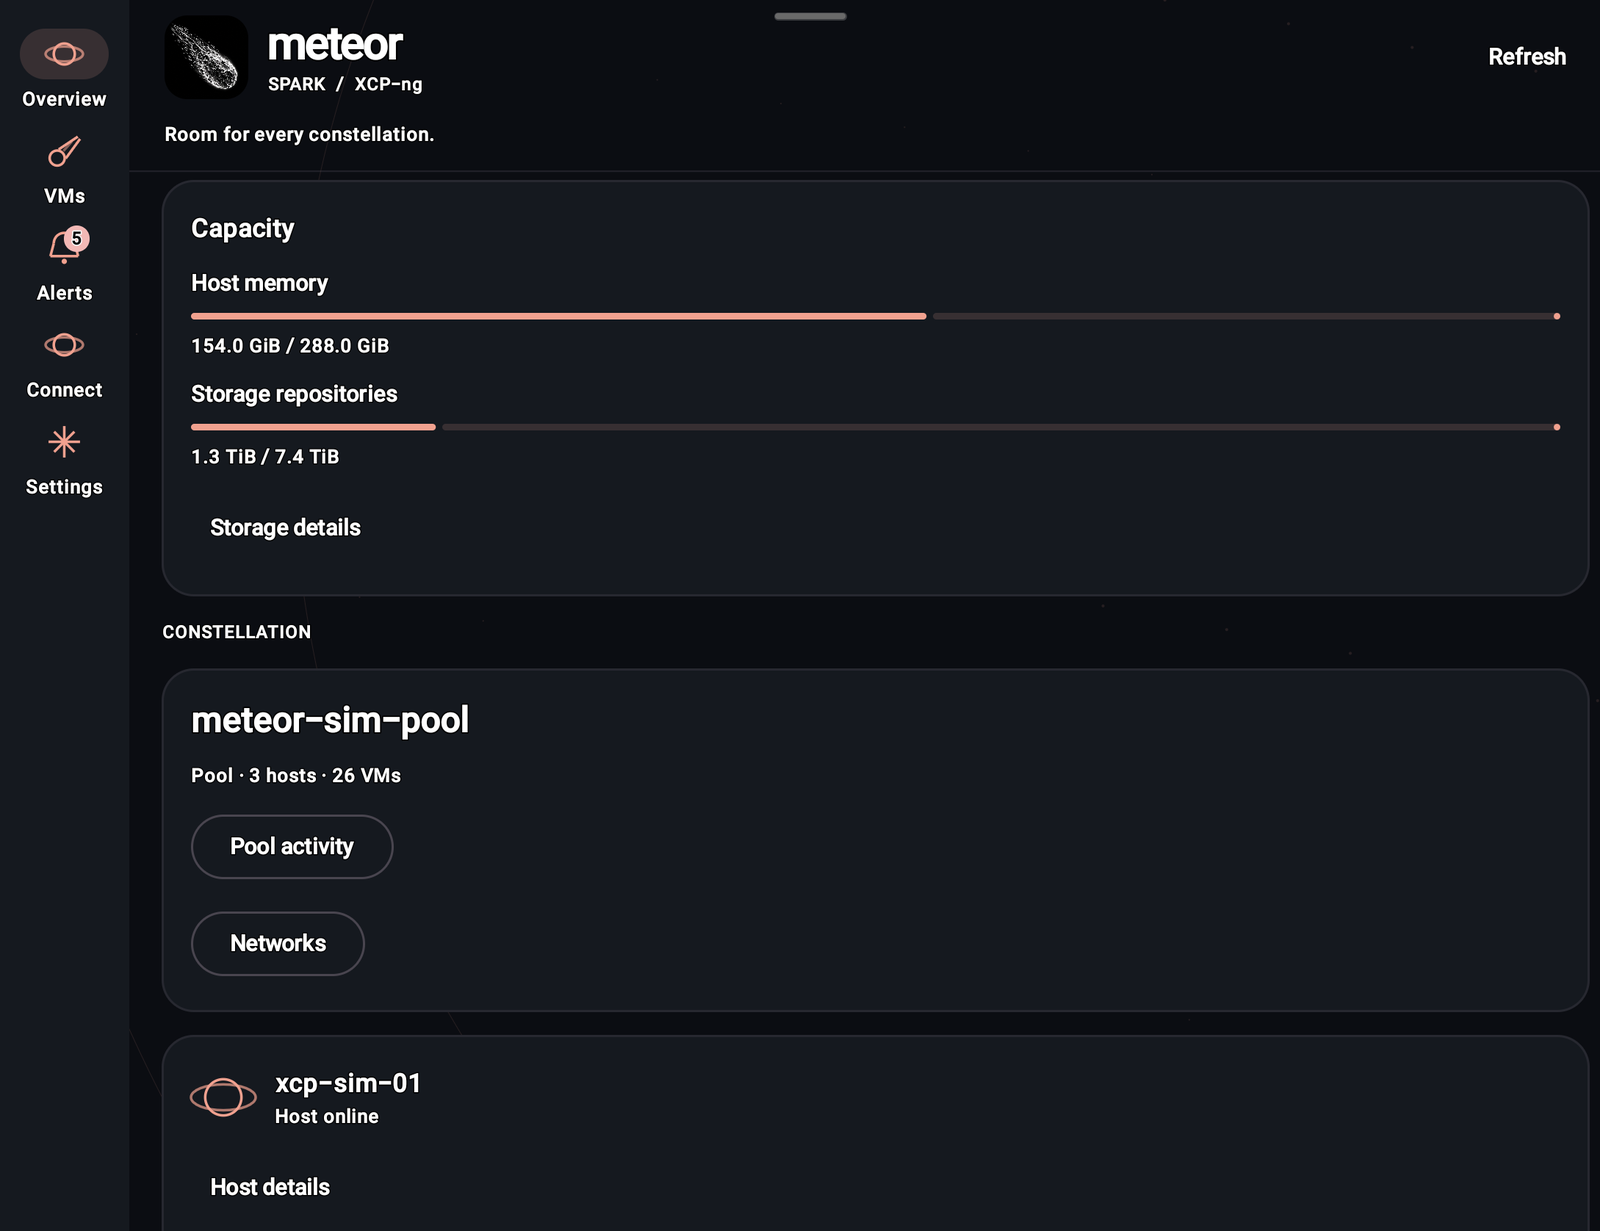 meteor
SPARK / XCP-ng
Refresh
Room for every constellation.
Overview
VMs
5
Alerts
Connect
Settings
Capacity
Host memory
154.0 GiB / 288.0 GiB
Storage repositories
1.3 TiB / 7.4 TiB
Storage details
CONSTELLATION
meteor-sim-pool
Pool · 3 hosts · 26 VMs
Pool activity
Networks
xcp-sim-01
Host online
Host details